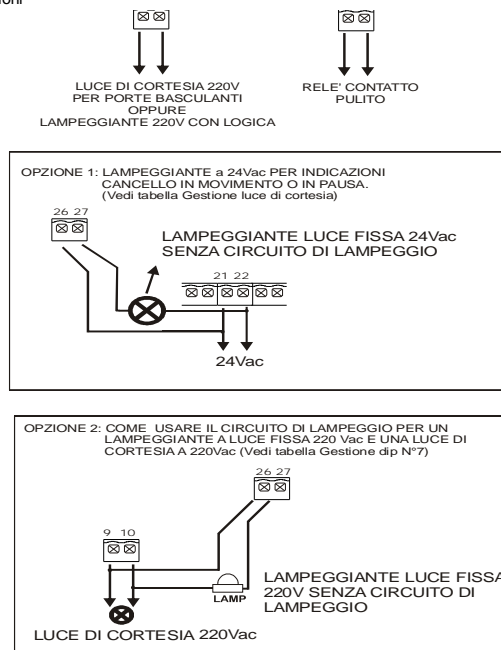 LUCE DI CORTESIA 220V
PER PORTE BASCULANTI
OPPURE
LAMPEGGIANTE 220V CON LOGICA
RELE' CONTATTO
PULITO
OPZIONE 1: LAMPEGGIANTE a 24Vac PER INDICAZIONI
CANCELLO IN MOVIMENTO O IN PAUSA.
(Vedi tabella Gestione luce di cortesia)
26 27
LAMPEGGIANTE LUCE FISSA 24Vac
SENZA CIRCUITO DI LAMPEGGIO
21 22
24Vac
OPZIONE 2: COME USARE IL CIRCUITO DI LAMPEGGIO PER UN
LAMPEGGIANTE A LUCE FISSA 220 Vac E UNA LUCE DI
CORTESIA A 220Vac (Vedi tabella Gestione dip N°7)
26 27
9 10
LAMP
LAMPEGGIANTE LUCE FISSA
220V SENZA CIRCUITO DI
LAMPEGGIO
LUCE DI CORTESIA 220Vac